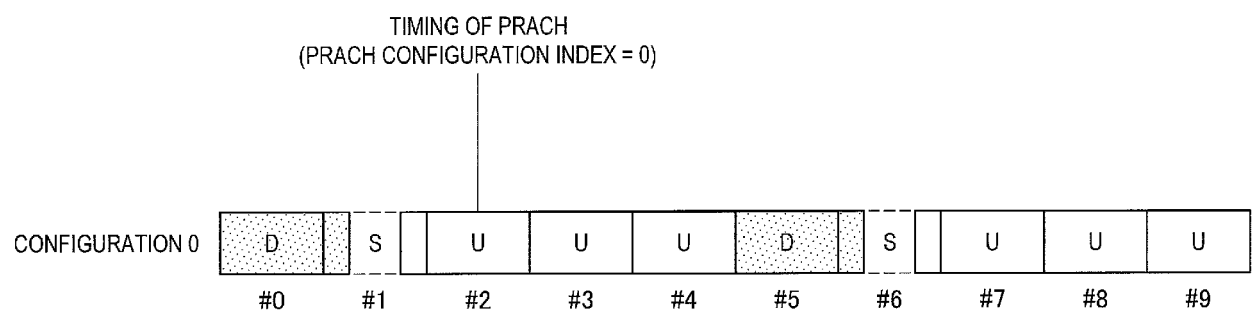 TIMING OF PRACH
(PRACH CONFIGURATION INDEX = 0)
CONFIGURATION 0 D S U U U D S U U U
#0 #1 #2 #3 #4 #5 #6 #7 #8 #9